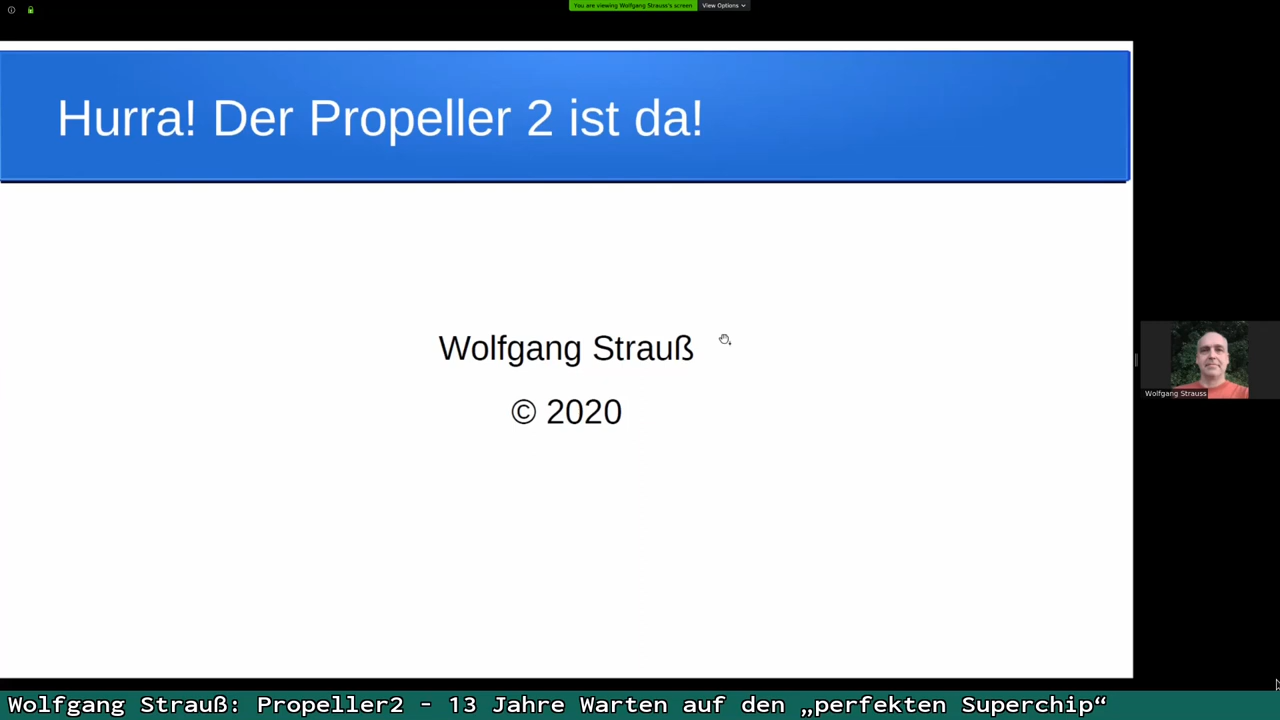 You are viewing Wolfgang Strauss's screen
View Options
Hurra! Der Propeller 2 ist da!
Wolfgang Strauß
© 2020
Wolfgang Strauss
Wolfgang Strauß: Propeller2 - 13 Jahre Warten auf den „perfekten Superchip“